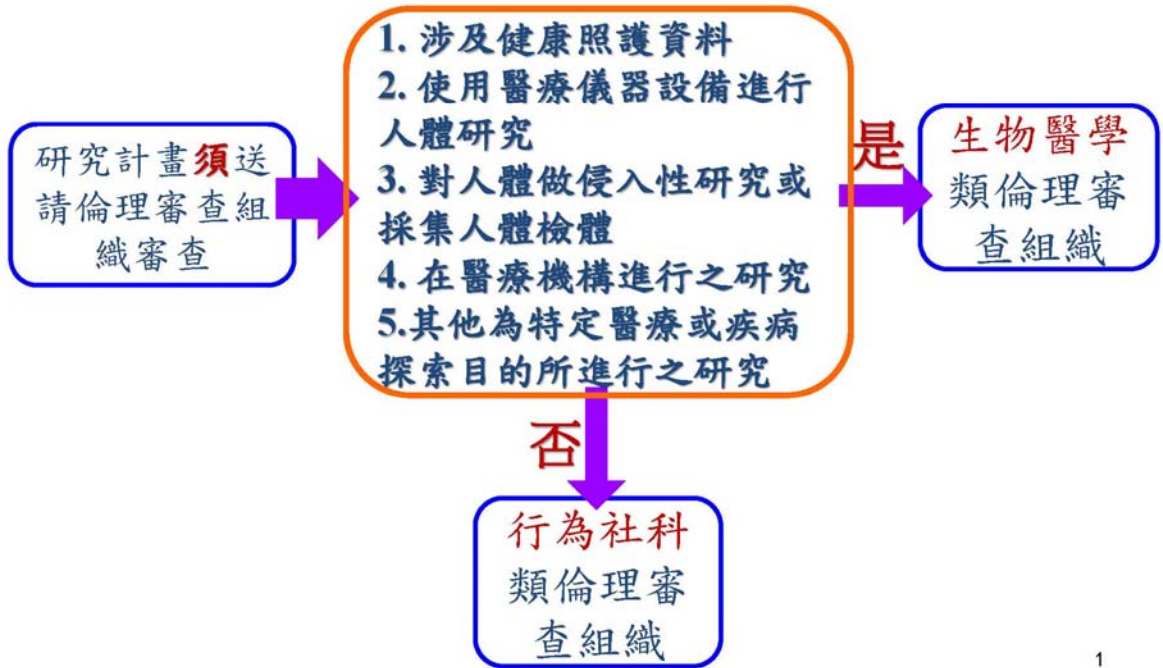 研究計畫須送
請倫理審查組
織審查
1. 涉及健康照護資料
2. 使用醫療儀器設備進行
人體研究
3. 對人體做侵入性研究或
採集人體檢體
4. 在醫療機構進行之研究
5.其他為特定醫療或疾病
探索目的所進行之研究
是
生物醫學
類倫理審
查組織
否
行為社科
類倫理審
查組織
1